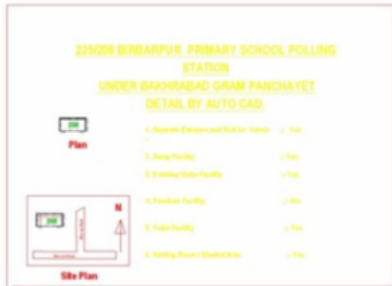 225/208 BIRBARPUR PRIMARY SCHOOL POLLING
STATION
UNDER BAKHRABAD GRAM PANCHAYET
DETAIL BY AUTO CAD.
208
Plan
1. Separate Entrance and Exit for Voters :- Yes
2. Ramp Facility :- Yes
3. Drinking Water Facility :- Yes
4. Furniture Facility :- Yes
5. Toilet Facility :- Yes
6. Waiting Room / Shaded Area :- Yes
208
N
Site Plan